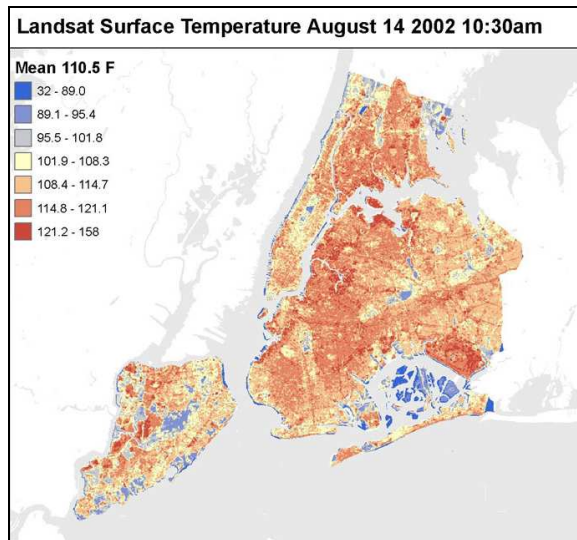 Landsat Surface Temperature August 14 2002 10:30am
Mean 110.5 F
32 - 89.0
89.1 - 95.4
95.5 - 101.8
101.9 - 108.3
108.4 - 114.7
114.8 - 121.1
121.2 - 158